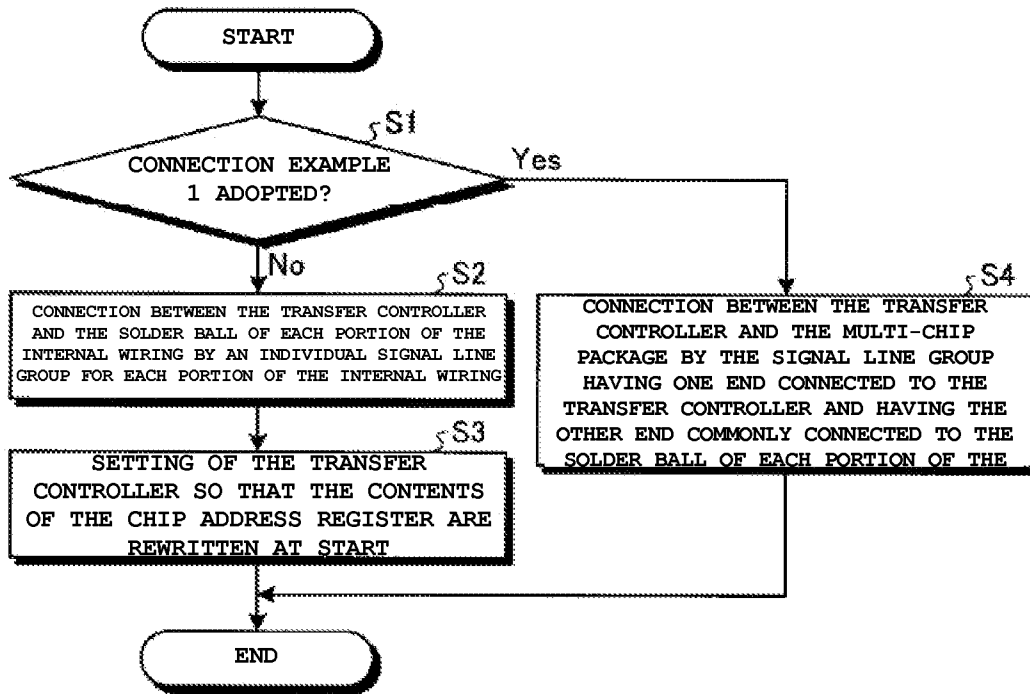 START
S1
CONNECTION EXAMPLE
1 ADOPTED?
Yes
No
S2
CONNECTION BETWEEN THE TRANSFER CONTROLLER
AND THE SOLDER BALL OF EACH PORTION OF THE
INTERNAL WIRING BY AN INDIVIDUAL SIGNAL LINE
GROUP FOR EACH PORTION OF THE INTERNAL WIRING
S3
SETTING OF THE TRANSFER
CONTROLLER SO THAT THE CONTENTS
OF THE CHIP ADDRESS REGISTER ARE
REWRITTEN AT START
S4
CONNECTION BETWEEN THE TRANSFER
CONTROLLER AND THE MULTI-CHIP
PACKAGE BY THE SIGNAL LINE GROUP
HAVING ONE END CONNECTED TO THE
TRANSFER CONTROLLER AND HAVING THE
OTHER END COMMONLY CONNECTED TO THE
SOLDER BALL OF EACH PORTION OF THE
END